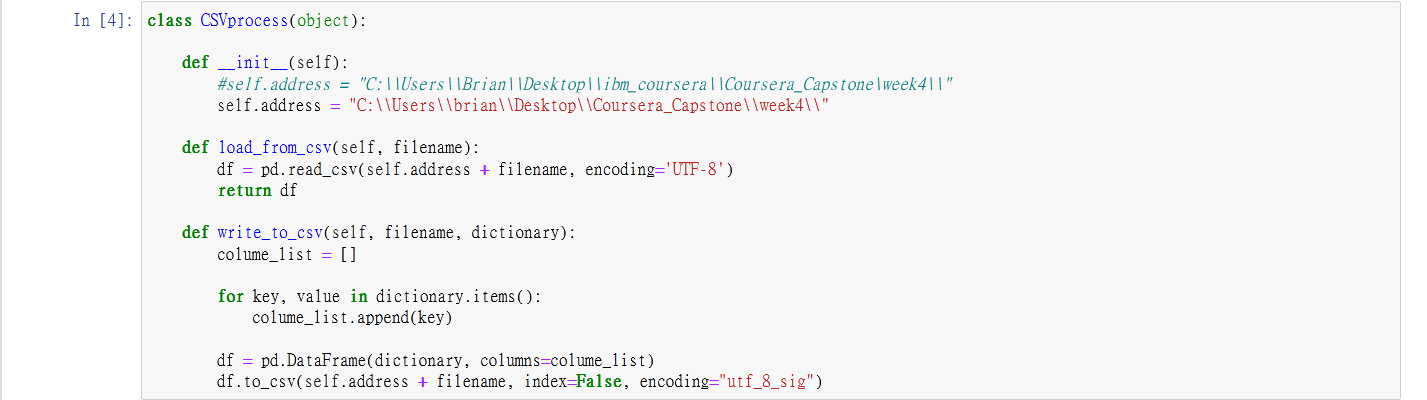 In [4]: class CSVprocess(object):
def __init__(self):
#self.address = "C:\\Users\\Brian\\Desktop\\ibm_coursera\\Coursera_Capstone\week4\\"
self.address = "C:\\Users\\brian\\Desktop\\Coursera_Capstone\\week4\\"
def load_from_csv(self, filename):
df = pd.read_csv(self.address + filename, encoding='UTF-8')
return df
def write_to_csv(self, filename, dictionary):
colume_list = []
for key, value in dictionary.items():
colume_list.append(key)
df = pd.DataFrame(dictionary, columns=colume_list)
df.to_csv(self.address + filename, index=False, encoding="utf_8_sig")